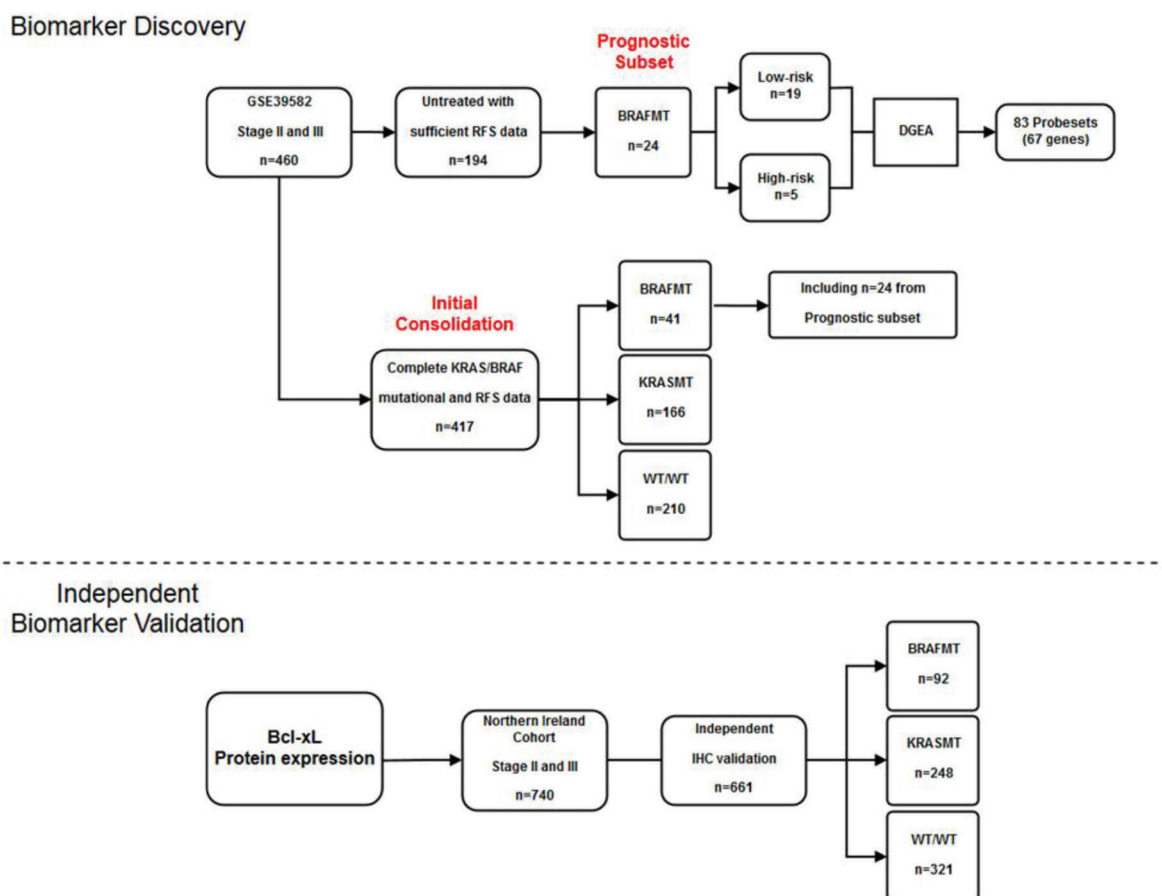 Biomarker Discovery
GSE39582
Stage II and III
n=460
Untreated with
sufficient RFS data
n=194
Prognostic
Subset
BRAFMT
n=24
Low-risk
n=19
High-risk
n=5
DGEA
83 Probesets
(67 genes)
Initial
Consolidation
Complete KRAS/BRAF
mutational and RFS data
n=417
BRAFMT
n=41
Including n=24 from
Prognostic subset
KRASMT
n=166
WT/WT
n=210
Independent
Biomarker Validation
Bcl-xL
Protein expression
Northern Ireland
Cohort
Stage II and III
n=740
Independent
IHC validation
n=661
BRAFMT
n=92
KRASMT
n=248
WT/WT
n=321